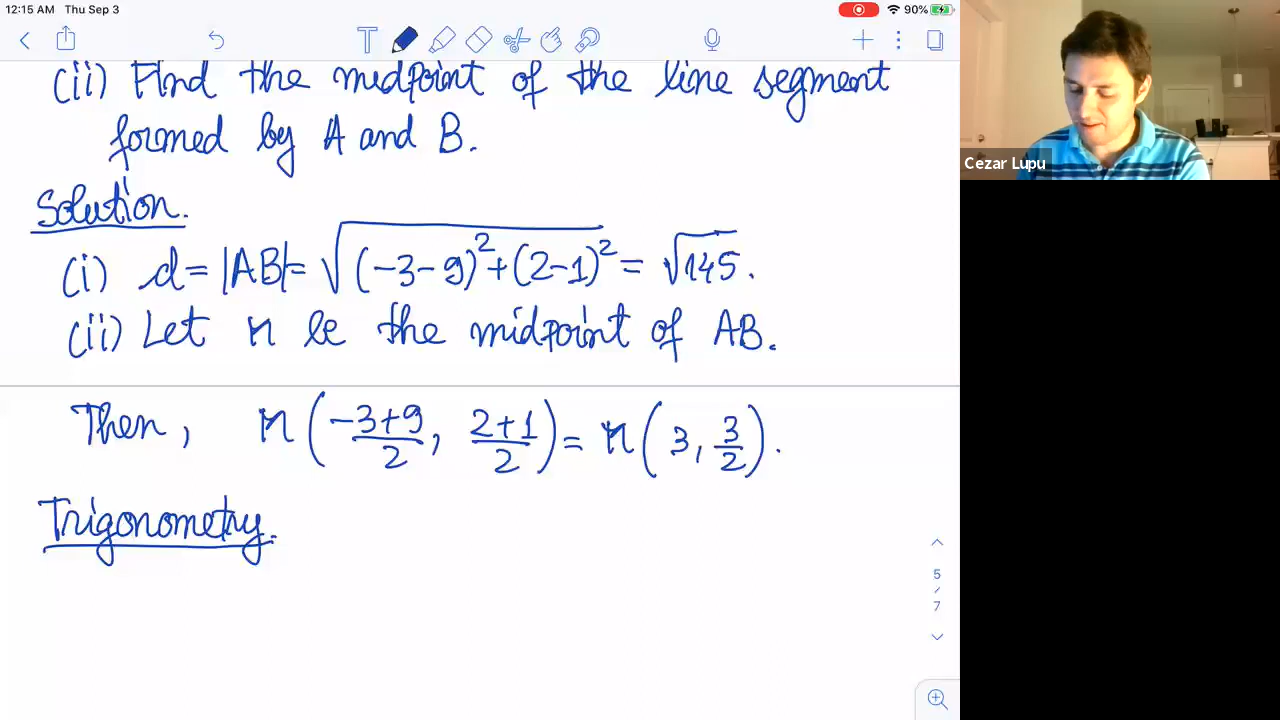 12:15 AM Thu Sep 3
90%
(ii) Find the midpoint of the line segment
formed by A and B.
Solution.
(i) d = |AB| = √((-3-9)²+(2-1)²) = √145.
(ii) Let M be the midpoint of AB.
Then, M(-3+9/2, 2+1/2) = M(3, 3/2).
Trigonometry.
5
/
7
T
Cezar Lupu